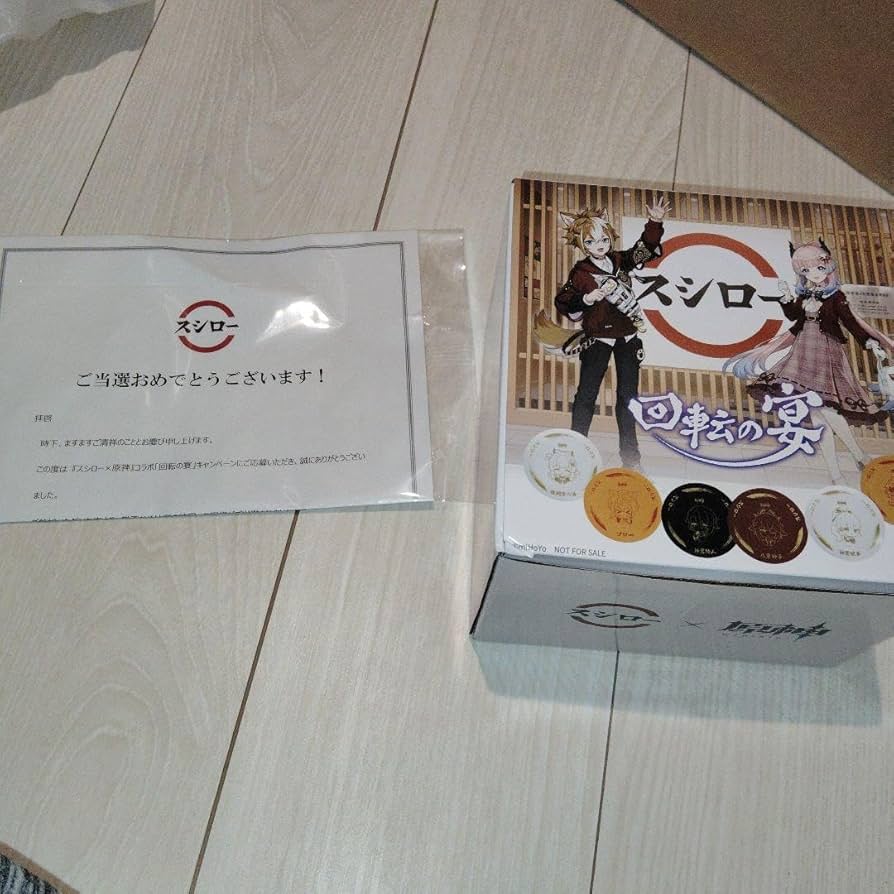 スシロー
ご当選おめでとうございます！
拝啓
時下、ますますご清祥のこととお慶び申し上げます。
この度は『スシロー×原神』コラボ「回転の宴」キャンペーンにご応募いただき、誠にありがとうござい
ました。
スシロー
回転の宴
©miHoYo NOT FOR SALE
スシロー × 原神